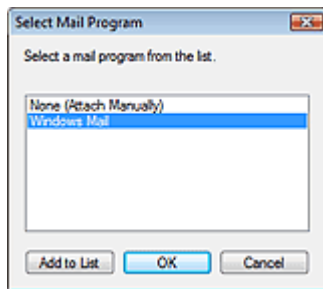 Select Mail Program
Select a mail program from the list.
None (Attach Manually)
Windows Mail
Add to List
OK
Cancel